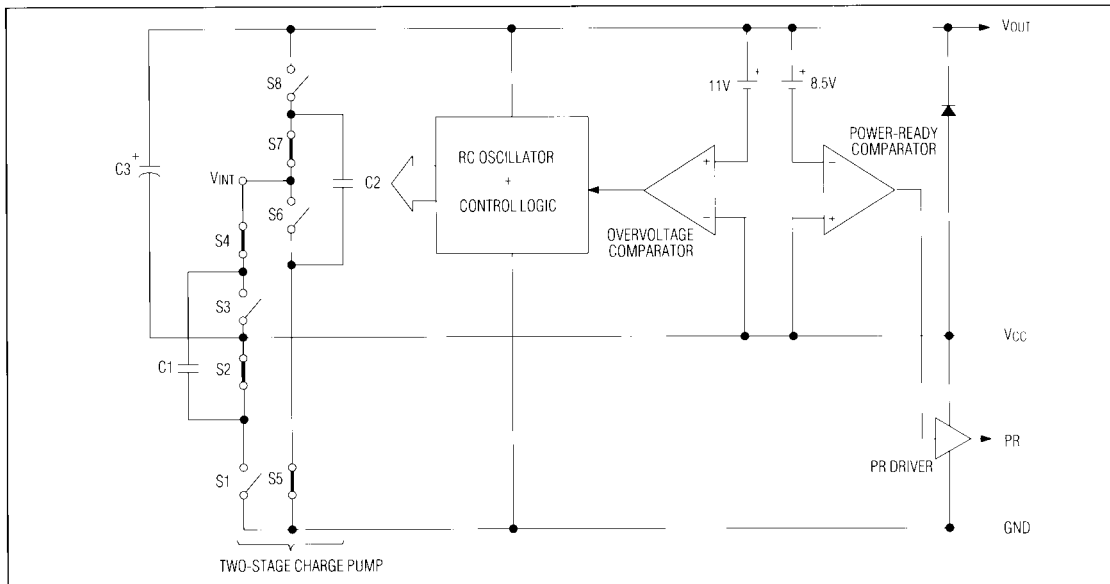 VOUT
S8
11V
+
8.5V
+
POWER-READY
COMPARATOR
S7
RC OSCILLATOR
+
CONTROL LOGIC
C3
+
VINT
C2
+
−
−
+
S6
S4
OVERVOLTAGE
COMPARATOR
S3
VCC
C1
S2
PR
PR DRIVER
S1
S5
GND
TWO-STAGE CHARGE PUMP